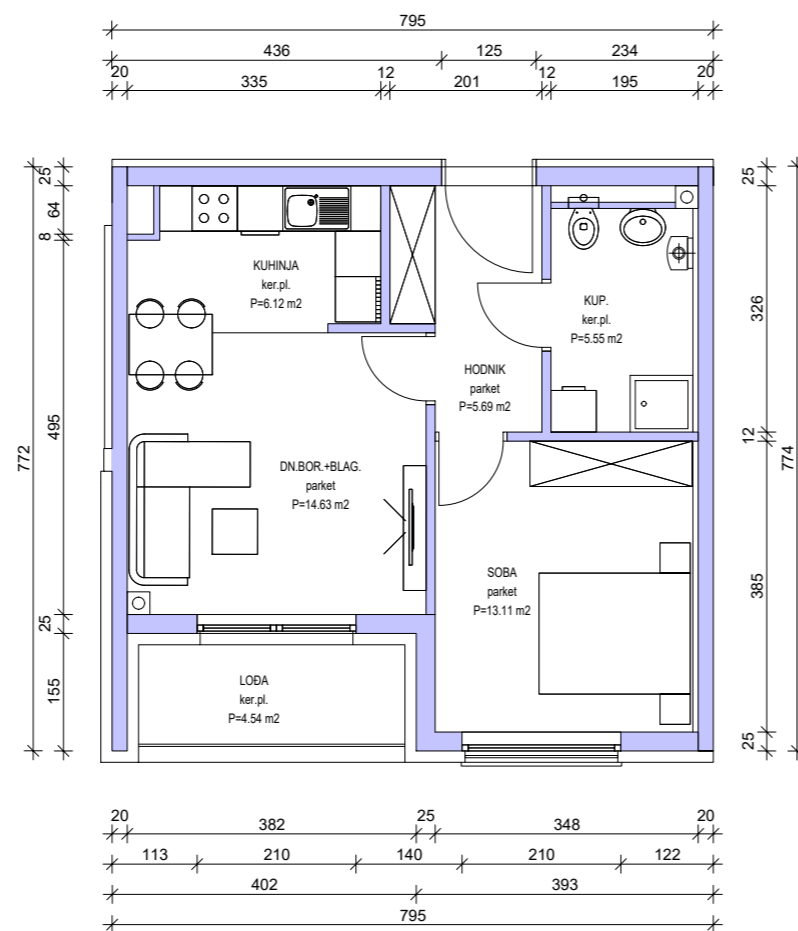 795
436 125 234
20 335 12 201 12 195 20
25
64
8
495
772
25
155
25
326
12
774
385
25
KUHINJA
ker.pl.
P=6.12 m2
KUP.
ker.pl.
P=5.55 m2
HODNIK
parket
P=5.69 m2
DN.BOR.+BLAG.
parket
P=14.63 m2
SOBA
parket
P=13.11 m2
LOĐA
ker.pl.
P=4.54 m2
20 382 25 348 20
113 210 140 210 122
402 393
795